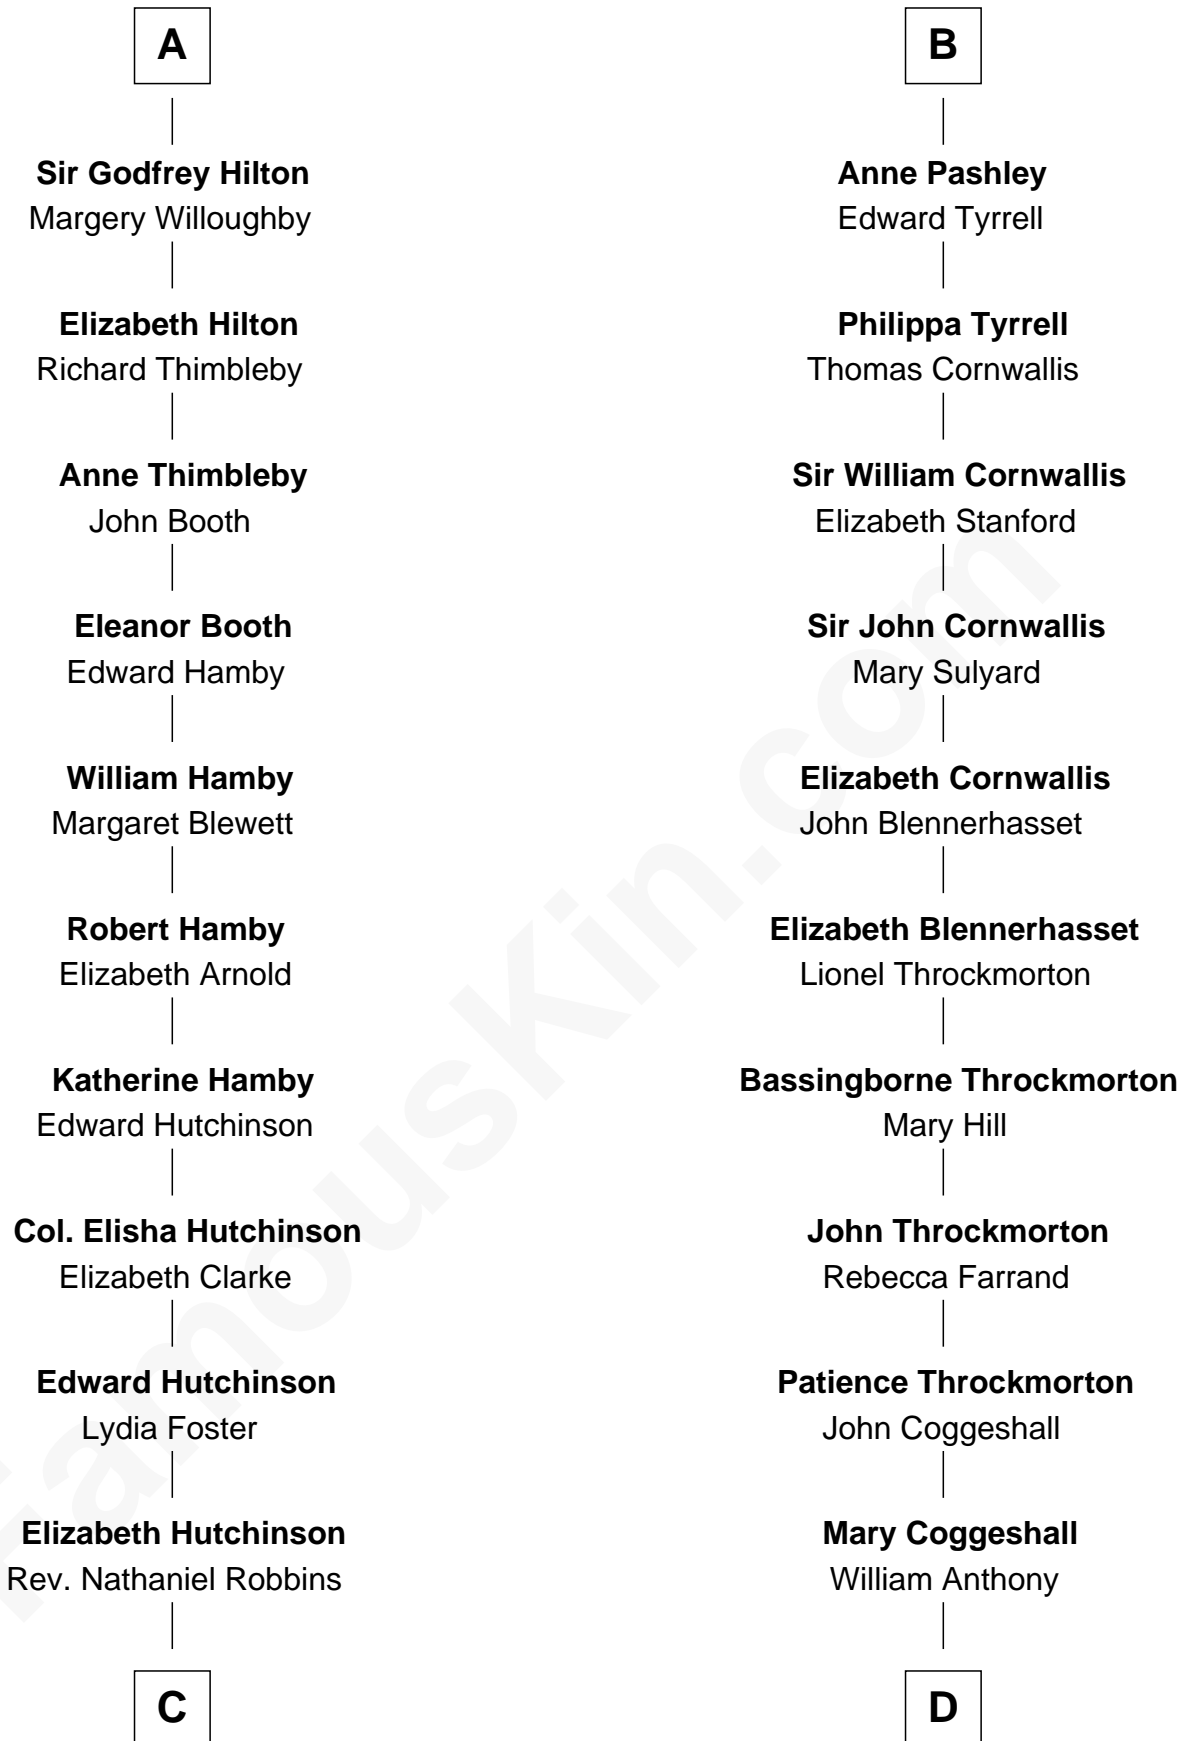 A
Sir Godfrey Hilton
Margery Willoughby
Elizabeth Hilton
Richard Thimbleby
Anne Thimbleby
John Booth
Eleanor Booth
Edward Hamby
William Hamby
Margaret Blewett
Robert Hamby
Elizabeth Arnold
Katherine Hamby
Edward Hutchinson
Col. Elisha Hutchinson
Elizabeth Clarke
Edward Hutchinson
Lydia Foster
Elizabeth Hutchinson
Rev. Nathaniel Robbins
C
B
Anne Pashley
Edward Tyrrell
Philippa Tyrrell
Thomas Cornwallis
Sir William Cornwallis
Elizabeth Stanford
Sir John Cornwallis
Mary Sulyard
Elizabeth Cornwallis
John Blennerhasset
Elizabeth Blennerhasset
Lionel Throckmorton
Bassingborne Throckmorton
Mary Hill
John Throckmorton
Rebecca Farrand
Patience Throckmorton
John Coggeshall
Mary Coggeshall
William Anthony
D
FamousKin.com